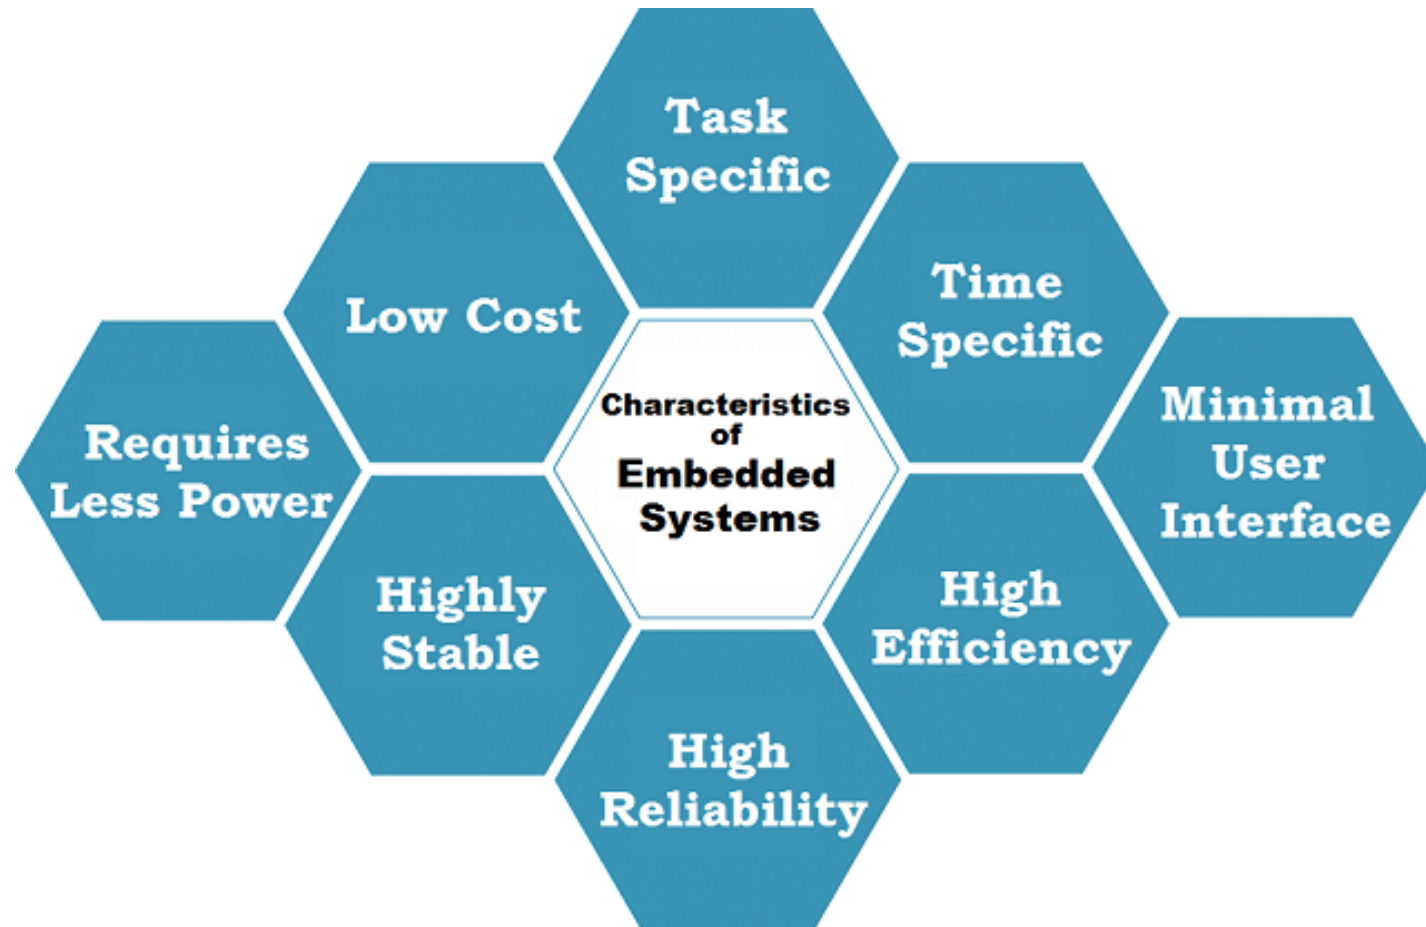 Task
Specific
Low Cost
Time
Specific
Requires
Less Power
Characteristics
of
Embedded
Systems
Minimal
User
Interface
Highly
Stable
High
Efficiency
High
Reliability